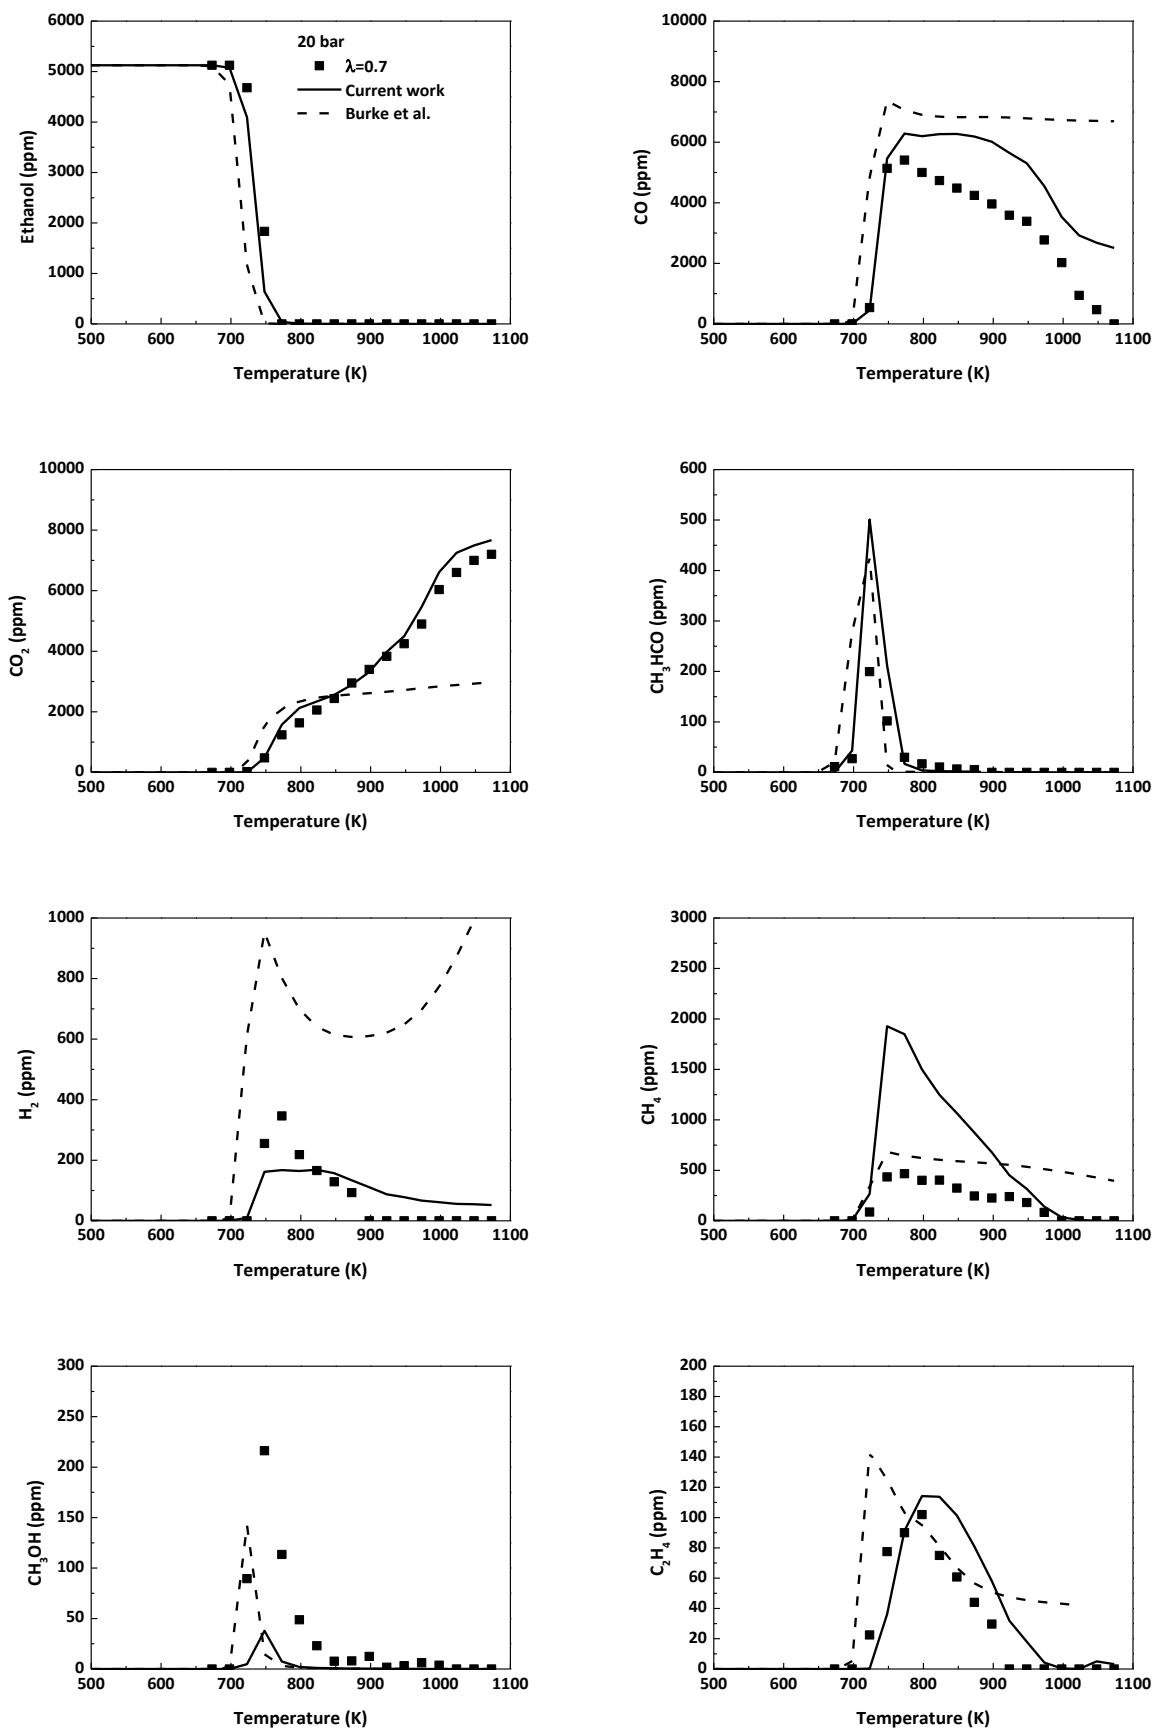 6000
5000
4000
3000
2000
1000
0
Ethanol (ppm)
20 bar
λ=0.7
Current work
Burke et al.
500 600 700 800 900 1000 1100
Temperature (K)
10000
8000
6000
4000
2000
0
CO (ppm)
500 600 700 800 900 1000 1100
Temperature (K)
10000
8000
6000
4000
2000
0
CO₂ (ppm)
500 600 700 800 900 1000 1100
Temperature (K)
600
500
400
300
200
100
0
CH₃HCO (ppm)
500 600 700 800 900 1000 1100
Temperature (K)
1000
800
600
400
200
0
H₂ (ppm)
500 600 700 800 900 1000 1100
Temperature (K)
3000
2500
2000
1500
1000
500
0
CH₄ (ppm)
500 600 700 800 900 1000 1100
Temperature (K)
300
250
200
150
100
50
0
CH₃OH (ppm)
500 600 700 800 900 1000 1100
Temperature (K)
200
180
160
140
120
100
80
60
40
20
0
C₂H₄ (ppm)
500 600 700 800 900 1000 1100
Temperature (K)